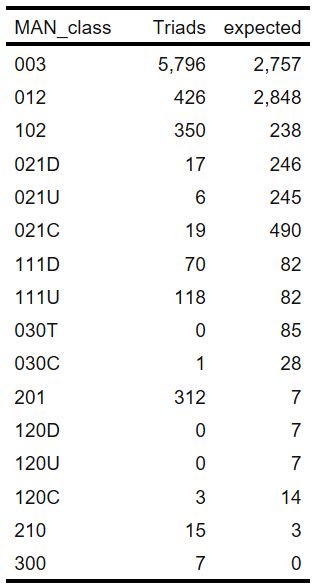 MAN_class Triads expected
003 5,796 2,757
012 426 2,848
102 350 238
021D 17 246
021U 6 245
021C 19 490
111D 70 82
111U 118 82
030T 0 85
030C 1 28
201 312 7
120D 0 7
120U 0 7
120C 3 14
210 15 3
300 7 0